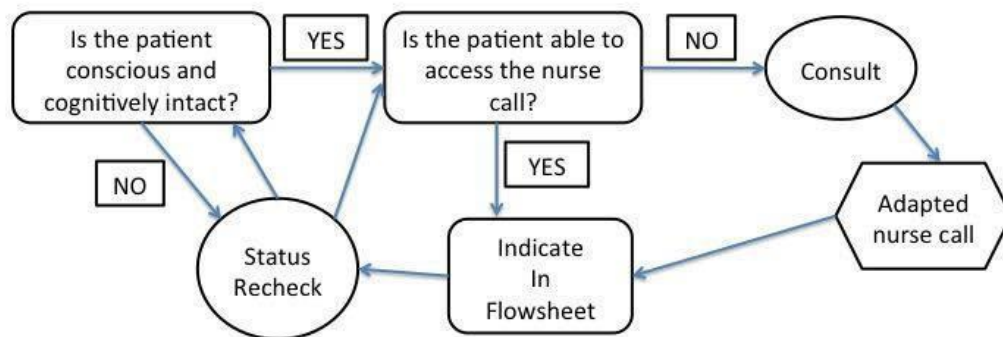 Is the patient
conscious and
cognitively intact?
YES
Is the patient able to
access the nurse
call?
NO
Consult
NO
YES
Adapted
nurse call
Status
Recheck
Indicate
In
Flowsheet